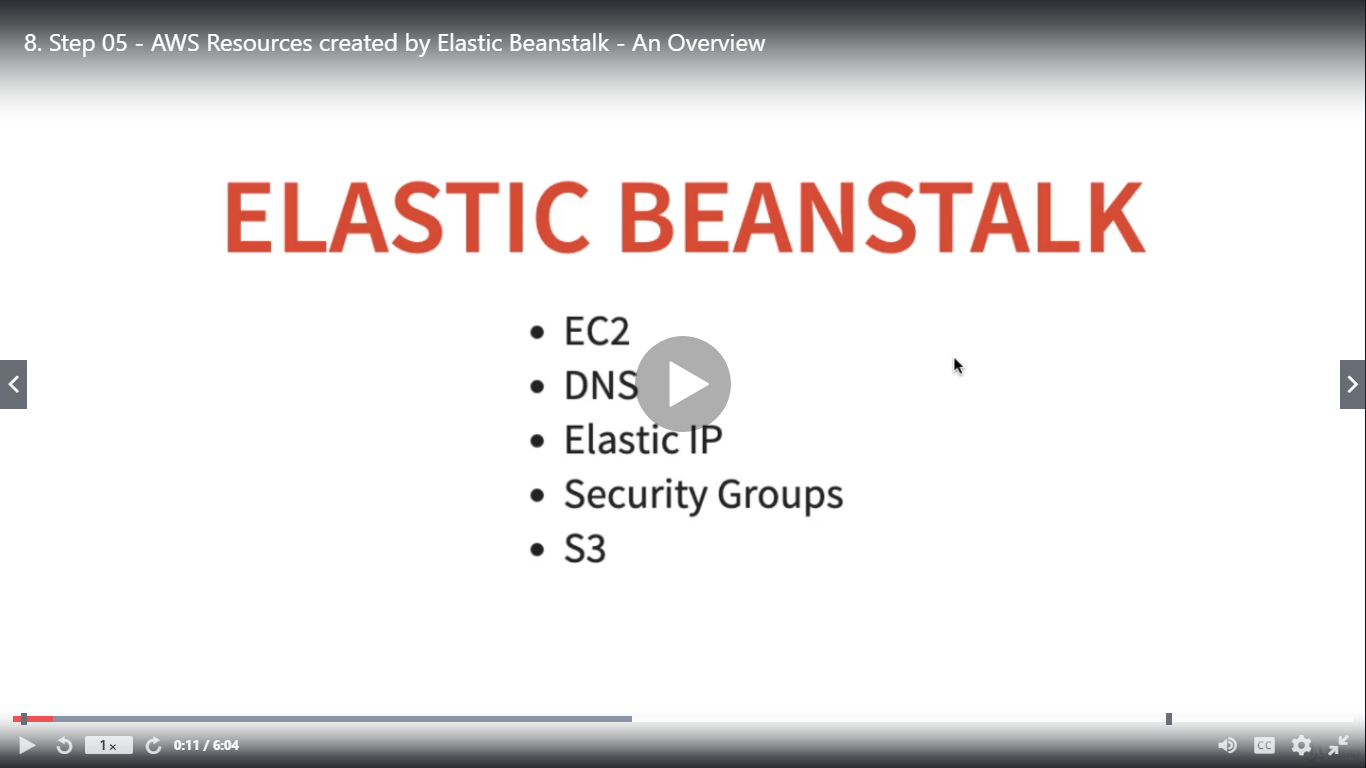 8. Step 05 - AWS Resources created by Elastic Beanstalk - An Overview
ELASTIC BEANSTALK
• EC2
• DNS
• Elastic IP
• Security Groups
• S3
1x
0:11 / 6:04
CC